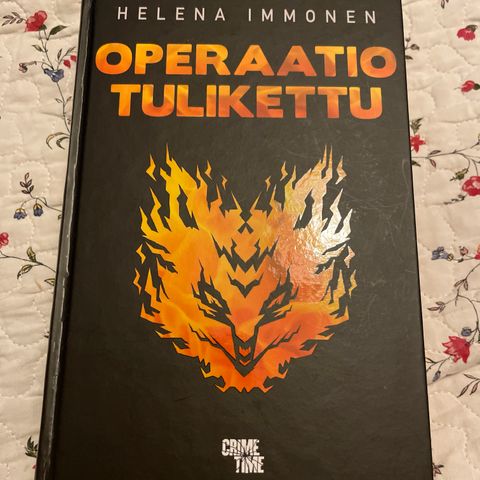 HELENA IMMONEN
OPERAATIO
TULIKETTU
CRIME
TIME